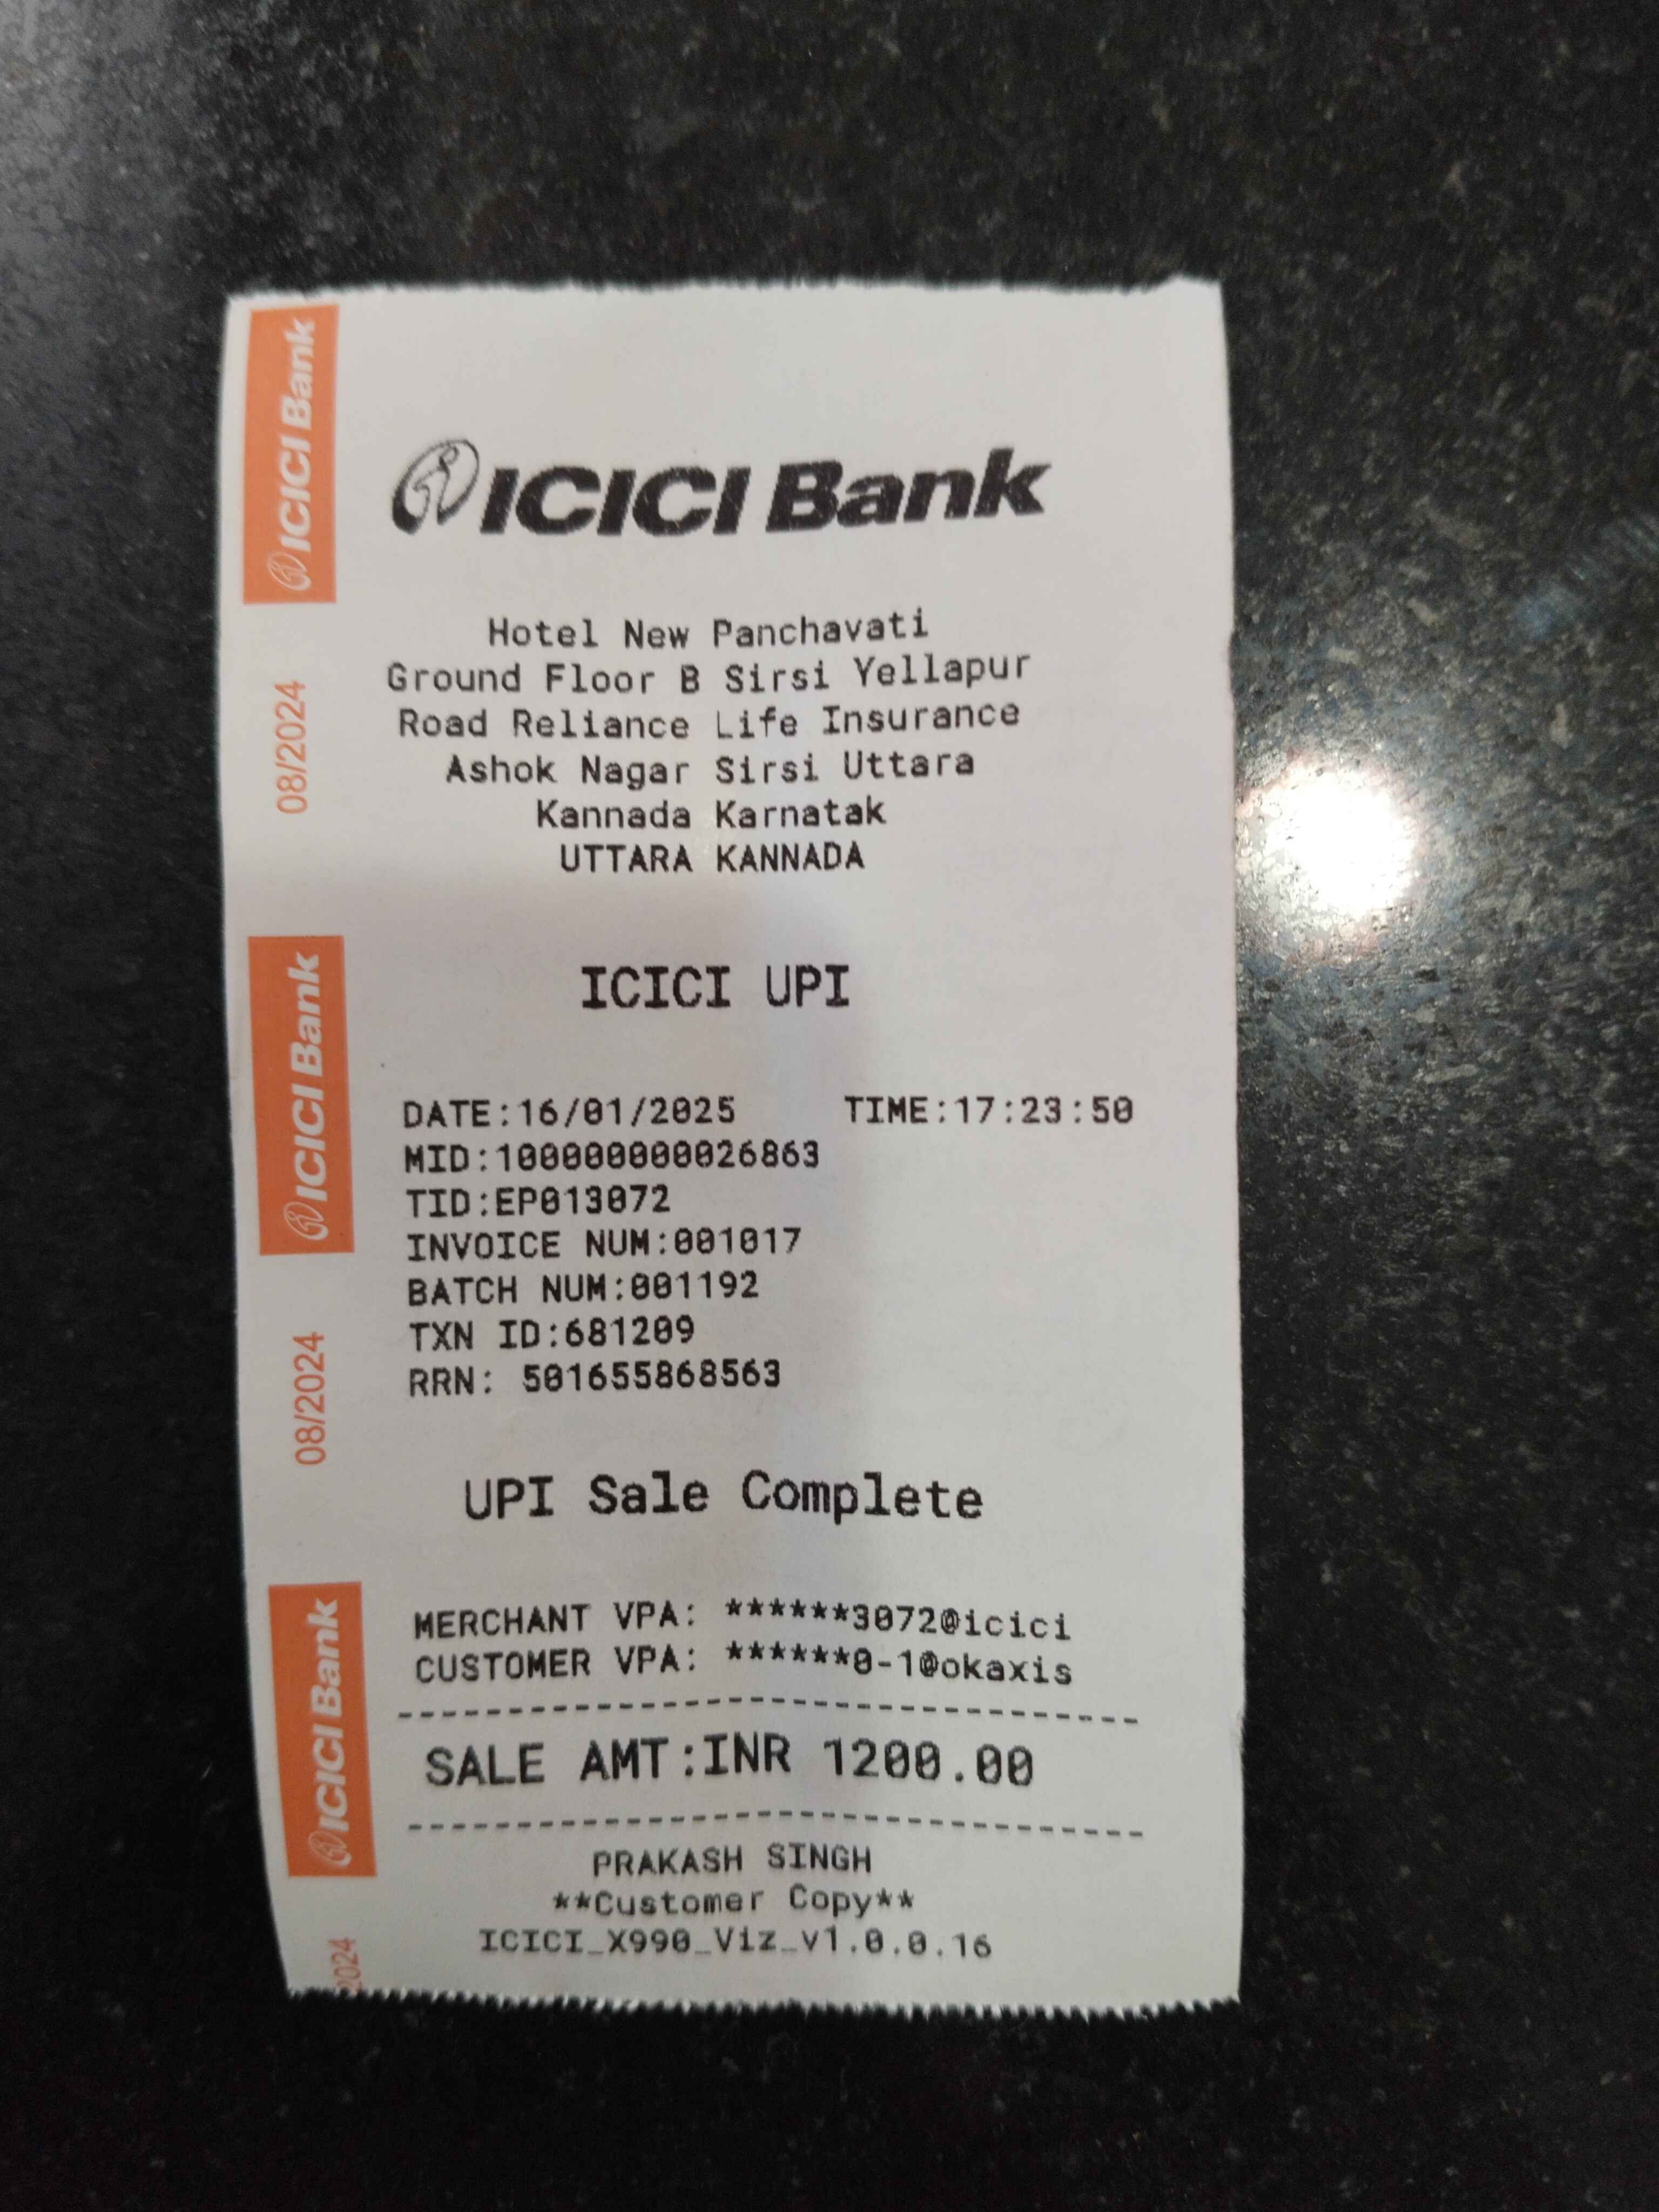 ICICI Bank
Hotel New Panchavati
Ground Floor B Sirsi Yellapur
Road Reliance Life Insurance
Ashok Nagar Sirsi Uttara
Kannada Karnatak
UTTARA KANNADA
ICICI UPI
DATE:16/01/2025 TIME:17:23:50
MID:100000000026863
TID:EP013072
INVOICE NUM:001017
BATCH NUM:001192
TXN ID:681209
RRN: 501655868563
UPI Sale Complete
MERCHANT VPA: ******3072@icici
CUSTOMER VPA: ******0-1@okaxis
SALE AMT:INR 1200.00
PRAKASH SINGH
**Customer Copy**
ICICI_X990_Viz_v1.0.0.16
ICICI Bank
08/2024
ICICI Bank
08/2024
ICICI Bank
2024